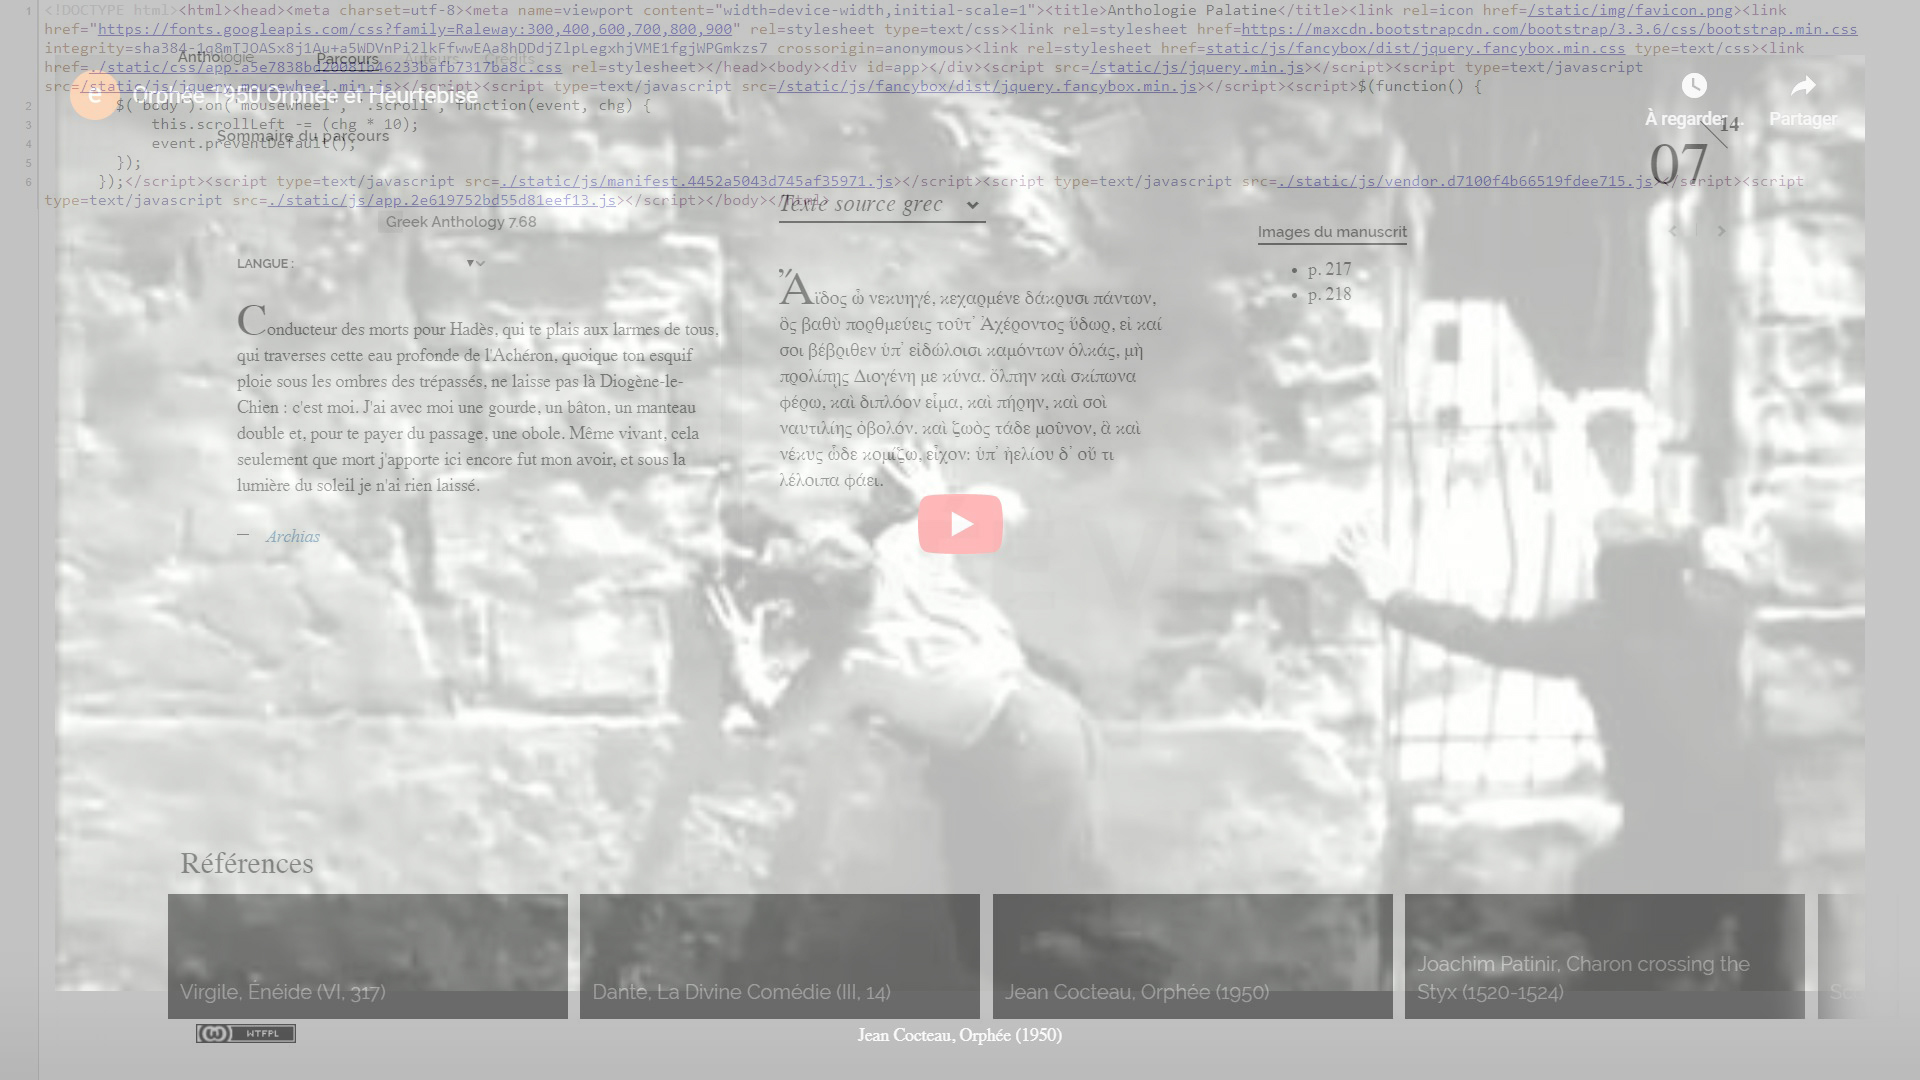 1 <!DOCTYPE html><html><head><meta charset=utf-8><meta name=viewport content="width=device-width,initial-scale=1"><title>Anthologie Palatine</title><link rel=icon href=/static/img/favicon.png><link
href="https://fonts.googleapis.com/css?family=Raleway:300,400,600,700,800,900" rel=stylesheet type=text/css><link rel=stylesheet href=https://maxcdn.bootstrapcdn.com/bootstrap/3.3.6/css/bootstrap.min.css
crossorigin=anonymous><link rel=stylesheet href=static/js/fancybox/dist/jquery.fancybox.min.css type=text/css><link
Anthologie Parcours Auteurs Crédits
href=./static/css/app.a5e7838bd20081b46233bafb7317ba8c.css rel=stylesheet></head><body><div id=app></div><script src=/static/js/jquery.min.js></script><script type=text/javascript
src=/static/js/jquery.mousewheel.min.js></script><script type=text/javascript src=/static/js/fancybox/dist/jquery.fancybox.min.js></script><script>$(function() {
Orphée 1950 Orphée et Heurtebise
2 $('body').on('mousewheel', '.scroll', function(event, chg) {
3 this.scrollLeft -= (chg * 10);
À regarder ...
Partager
14
07
Sommaire du parcours
4 event.preventDefault();
5 });
6 });</script><script type=text/javascript src=./static/js/manifest.4452a5043d745af35971.js></script><script type=text/javascript src=./static/js/vendor.d7100f4b66519fdee715.js></script><script
type=text/javascript src=./static/js/app.2e619752bd55d81eef13.js></script></body></html>
Greek Anthology 7.68
LANGUE :
Conducteur des morts pour Hadès, qui te plais aux larmes de tous,
qui traverses cette eau profonde de l'Achéron, quoique ton esquif
ploie sous les ombres des trépassés, ne laisse pas là Diogène-le-
Chien : c'est moi. J'ai avec moi une gourde, un bâton, un manteau
double et, pour te payer du passage, une obole. Même vivant, cela
seulement que mort j'apporte ici encore fut mon avoir, et sous la
lumière du soleil je n'ai rien laissé.
— Archias
Texte source grec
Ἄϊδος ὦ νεκυηγέ, κεχαρμένε δάκρυσι πάντων,
ὃς βαθὺ πορθμεύεις τοῦτ᾽ Ἀχέροντος ὕδωρ, εἰ καί
σοι βέβριθεν ὑπ᾽ εἰδώλοισι καμόντων ὁλκάς, μὴ
προλίπῃς Διογένη με κύνα. ὄλπην καὶ σκίπωνα
φέρω, καὶ διπλόον εἷμα, καὶ πήρην, καὶ σοὶ
ναυτιλίης ὀβολόν. καὶ ζωὸς τάδε μοῦνον, ἃ καὶ
νέκυς ὧδε κομίζω, εἶχον: ὑπ᾽ ἠελίου δ᾽ οὔ τι
λέλοιπα φάει.
Images du manuscrit
• p. 217
• p. 218
Références
Virgile, Énéide (VI, 317)
Dante, La Divine Comédie (III, 14)
Jean Cocteau, Orphée (1950)
Joachim Patinir, Charon crossing the
Styx (1520-1524)
WTFPL
Jean Cocteau, Orphée (1950)